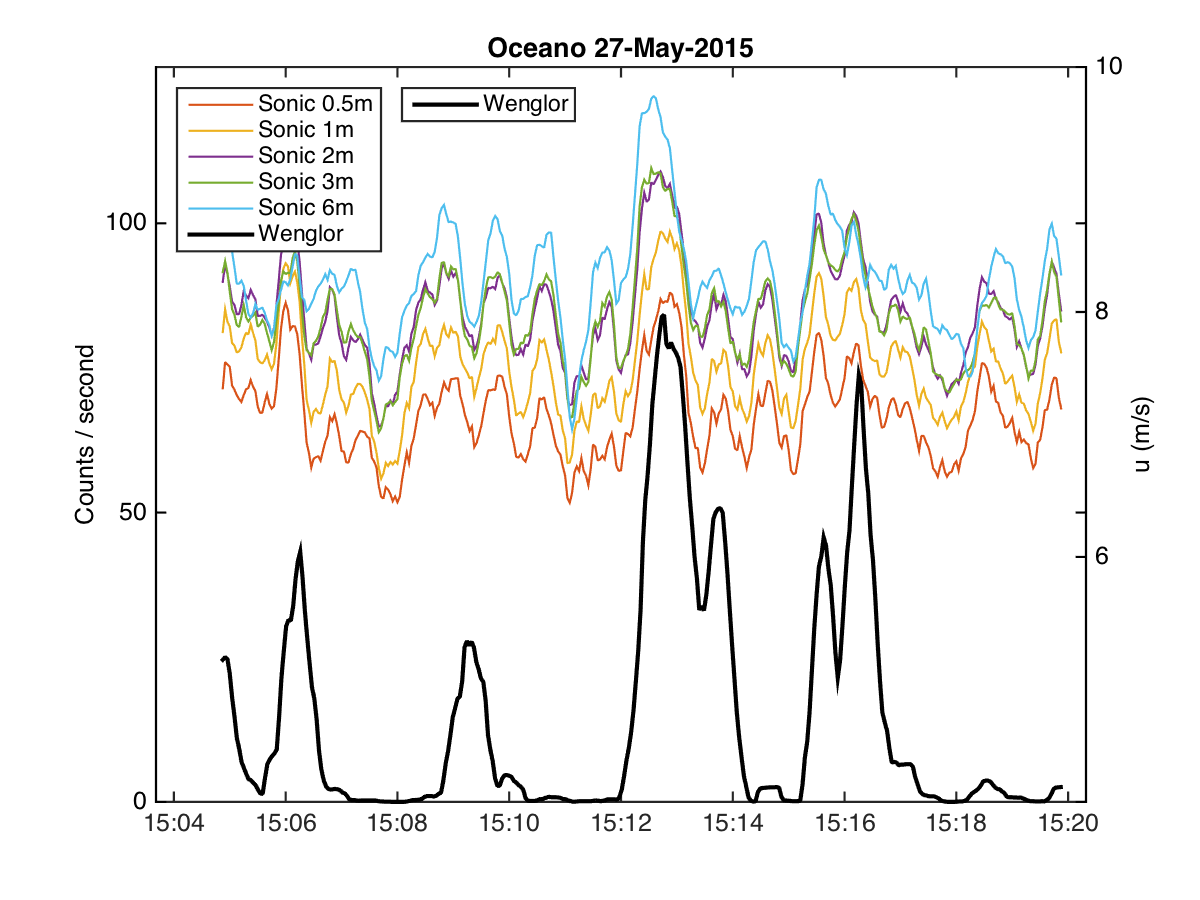 Oceano 27-May-2015
10
Sonic 0.5m
Wenglor
Sonic 1m
Sonic 2m
Sonic 3m
Sonic 6m
Wenglor
100
8
Counts / second
u (m/s)
50
6
0
15:04 15:06 15:08 15:10 15:12 15:14 15:16 15:18 15:20